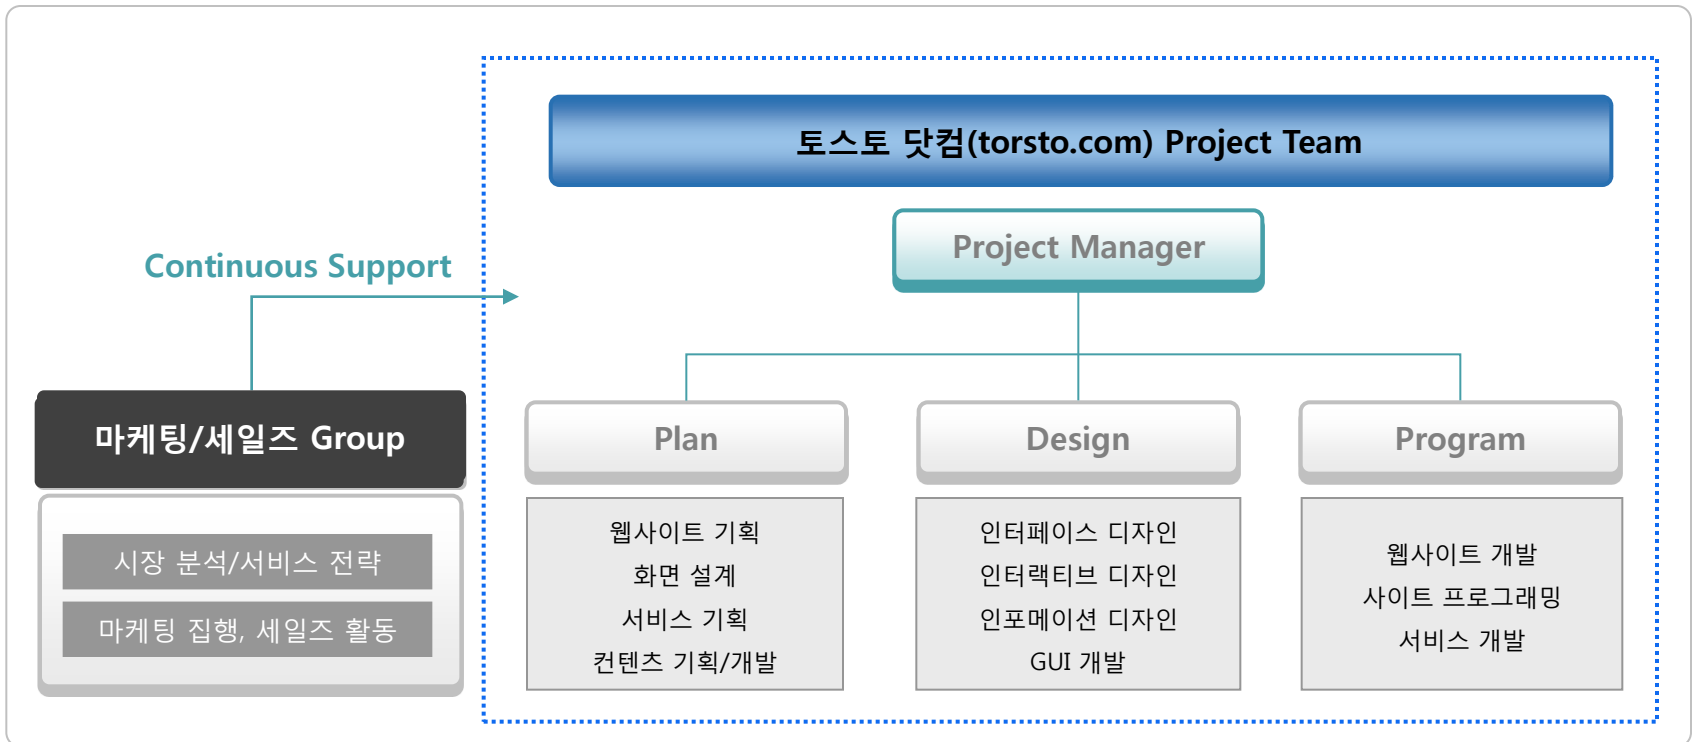 토스토 닷컴(torsto.com) Project Team
Project Manager
Continuous Support
마케팅/세일즈 Group
시장 분석/서비스 전략
마케팅 집행, 세일즈 활동
Plan
웹사이트 기획
화면 설계
서비스 기획
컨텐츠 기획/개발
Design
인터페이스 디자인
인터랙티브 디자인
인포메이션 디자인
GUI 개발
Program
웹사이트 개발
사이트 프로그래밍
서비스 개발